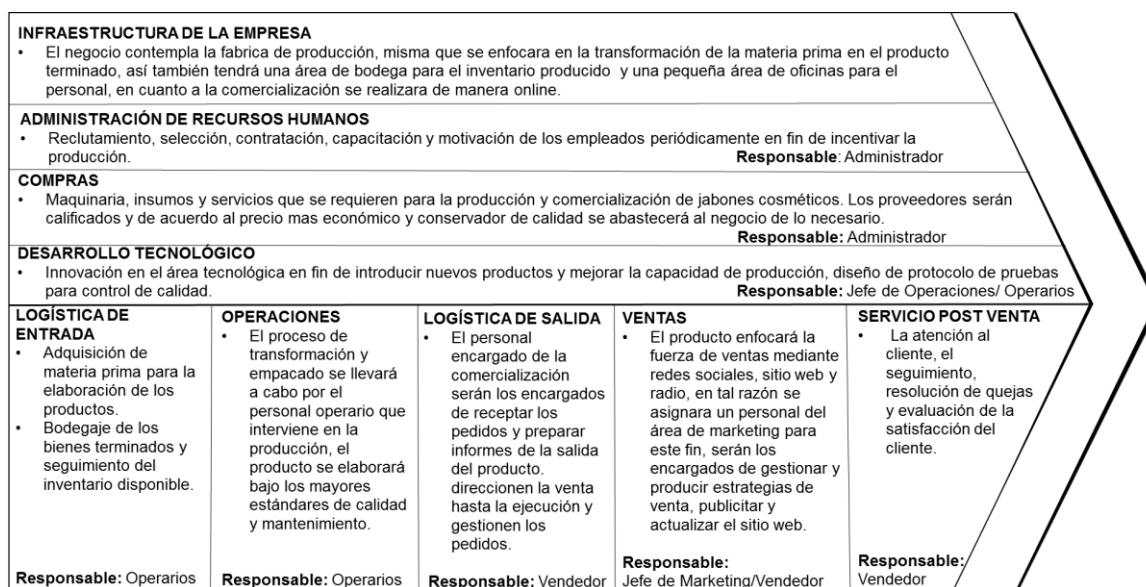 INFRAESTRUCTURA DE LA EMPRESA
• El negocio contempla la fabrica de producción, misma que se enfocara en la transformación de la materia prima en el producto
terminado, así también tendrá una área de bodega para el inventario producido y una pequeña área de oficinas para el
personal, en cuanto a la comercialización se realizara de manera online.
ADMINISTRACIÓN DE RECURSOS HUMANOS
• Reclutamiento, selección, contratación, capacitación y motivación de los empleados periódicamente en fin de incentivar la
producción.
Responsable: Administrador
COMPRAS
• Maquinaria, insumos y servicios que se requieren para la producción y comercialización de jabones cosméticos. Los proveedores serán
calificados y de acuerdo al precio mas económico y conservador de calidad se abastecerá al negocio de lo necesario.
Responsable: Administrador
DESARROLLO TECNOLÓGICO
• Innovación en el área tecnológica en fin de introducir nuevos productos y mejorar la capacidad de producción, diseño de protocolo de pruebas
para control de calidad.
Responsable: Jefe de Operaciones/ Operarios
LOGÍSTICA DE
ENTRADA
• Adquisición de
materia prima para la
elaboración de los
productos.
• Bodegaje de los
bienes terminados y
seguimiento del
inventario disponible.
Responsable: Operarios
OPERACIONES
• El proceso de
transformación y
empacado se llevará
a cabo por el
personal operario que
interviene en la
producción, el
producto se elaborará
bajo los mayores
estándares de calidad
y mantenimiento.
Responsable: Operarios
LOGÍSTICA DE SALIDA
• El personal
encargado de la
comercialización
serán los encargados
de receptar los
pedidos y preparar
informes de la salida
del producto.
direccionen la venta
hasta la ejecución y
gestionen los
pedidos.
Responsable: Vendedor
VENTAS
• El producto enfocará la
fuerza de ventas mediante
redes sociales, sitio web y
radio, en tal razón se
asignara un personal del
área de marketing para
este fin, serán los
encargados de gestionar y
producir estrategias de
venta, publicitar y
actualizar el sitio web.
Responsable:
Jefe de Marketing/Vendedor
SERVICIO POST VENTA
• La atención al
cliente, el
seguimiento,
resolución de quejas
y evaluación de la
satisfacción del
cliente.
Responsable:
Vendedor